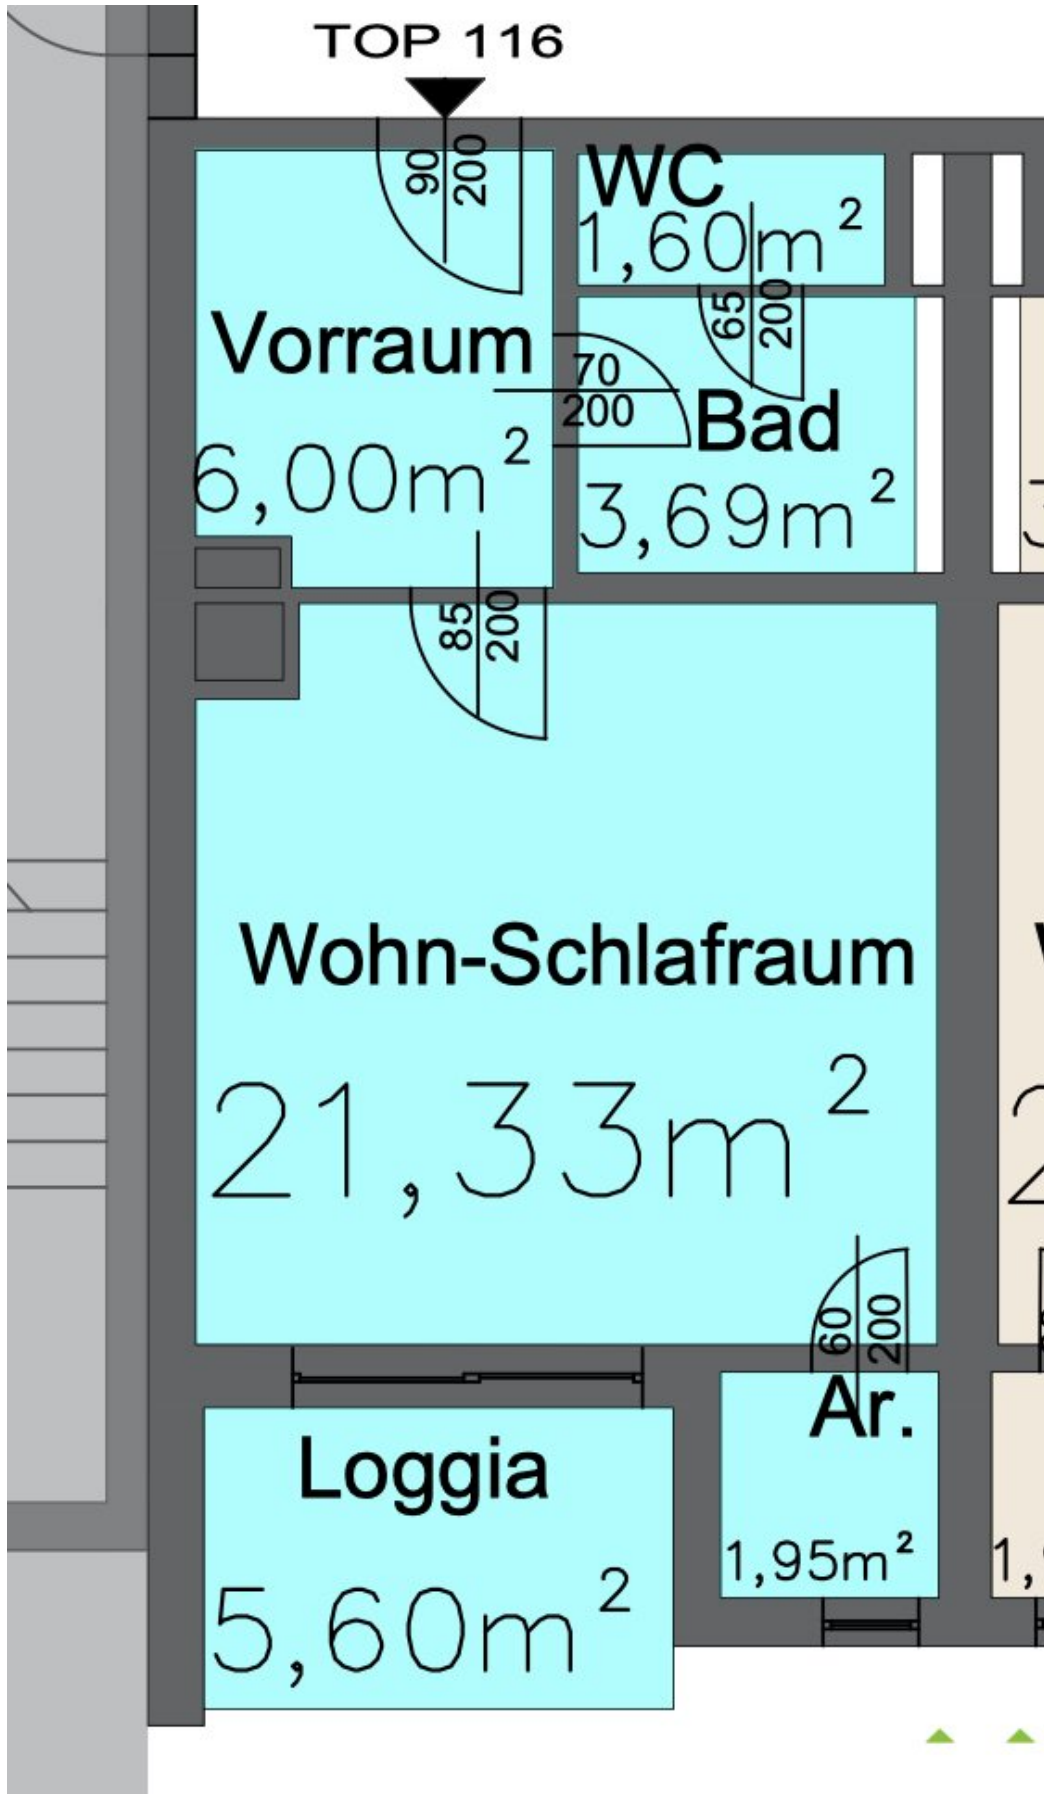 TOP 116
90
200
WC
1,60m²
65
200
Vorraum
6,00m²
70
200
Bad
3,69m²
85
200
Wohn-Schlafraum
21,33m²
60
200
Ar.
1,95m²
Loggia
5,60m²